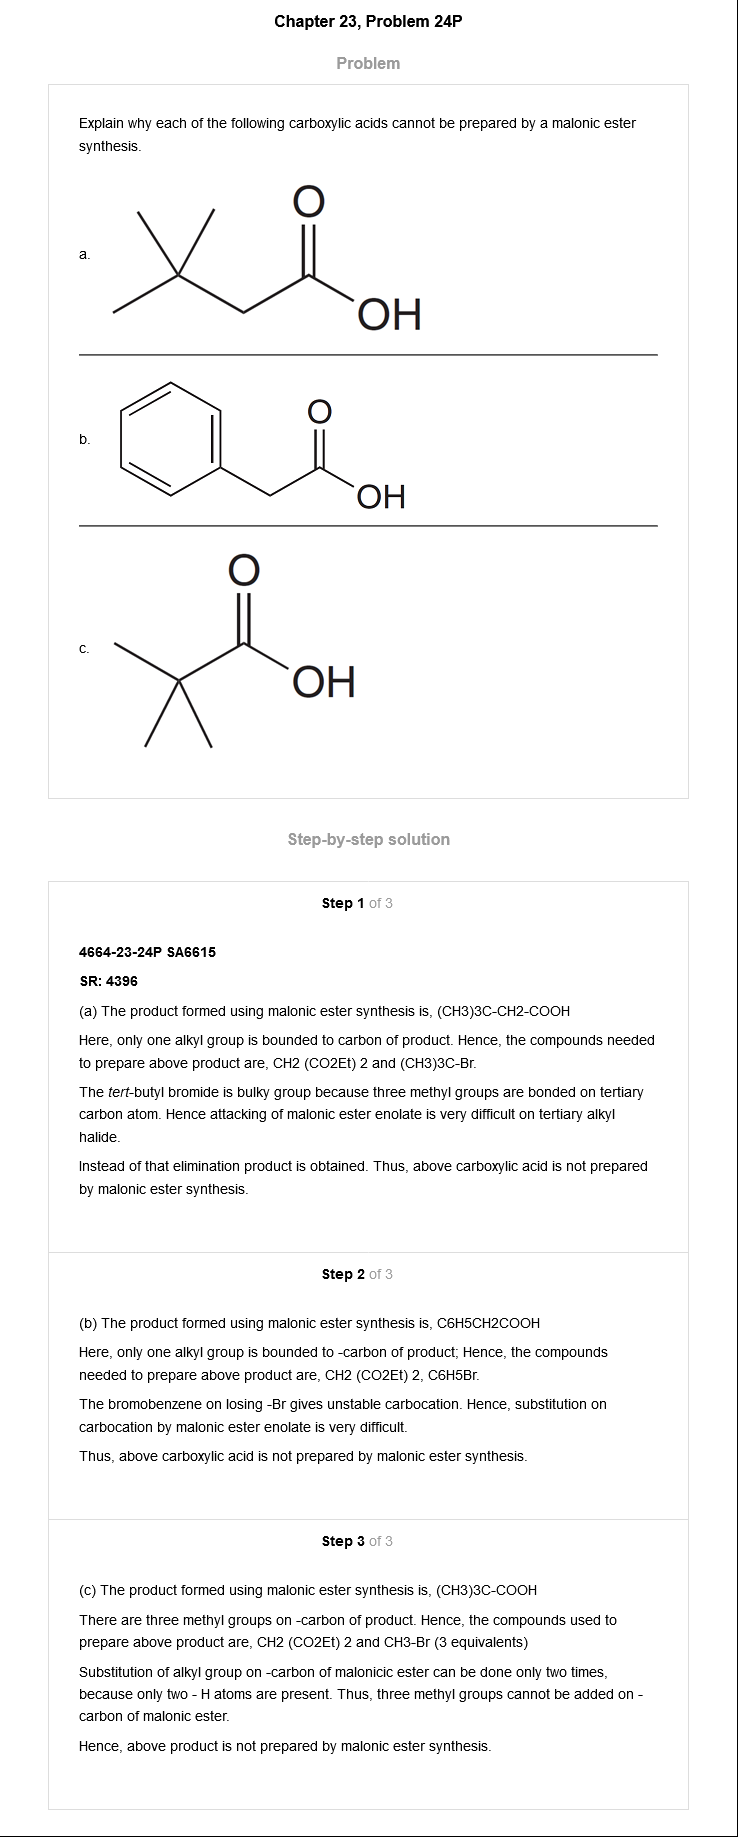 Chapter 23, Problem 24P
Problem
Explain why each of the following carboxylic acids cannot be prepared by a malonic ester
synthesis.
a.
O
OH
b.
O
OH
c.
O
OH
Step-by-step solution
Step 1 of 3
4664-23-24P SA6615
SR: 4396
(a) The product formed using malonic ester synthesis is, (CH3)3C-CH2-COOH
Here, only one alkyl group is bounded to carbon of product. Hence, the compounds needed
to prepare above product are, CH2 (CO2Et) 2 and (CH3)3C-Br.
The tert-butyl bromide is bulky group because three methyl groups are bonded on tertiary
carbon atom. Hence attacking of malonic ester enolate is very difficult on tertiary alkyl
halide.
Instead of that elimination product is obtained. Thus, above carboxylic acid is not prepared
by malonic ester synthesis.
Step 2 of 3
(b) The product formed using malonic ester synthesis is, C6H5CH2COOH
Here, only one alkyl group is bounded to -carbon of product; Hence, the compounds
needed to prepare above product are, CH2 (CO2Et) 2, C6H5Br.
The bromobenzene on losing -Br gives unstable carbocation. Hence, substitution on
carbocation by malonic ester enolate is very difficult.
Thus, above carboxylic acid is not prepared by malonic ester synthesis.
Step 3 of 3
(c) The product formed using malonic ester synthesis is, (CH3)3C-COOH
There are three methyl groups on -carbon of product. Hence, the compounds used to
prepare above product are, CH2 (CO2Et) 2 and CH3-Br (3 equivalents)
Substitution of alkyl group on -carbon of malonicic ester can be done only two times,
because only two - H atoms are present. Thus, three methyl groups cannot be added on -
carbon of malonic ester.
Hence, above product is not prepared by malonic ester synthesis.